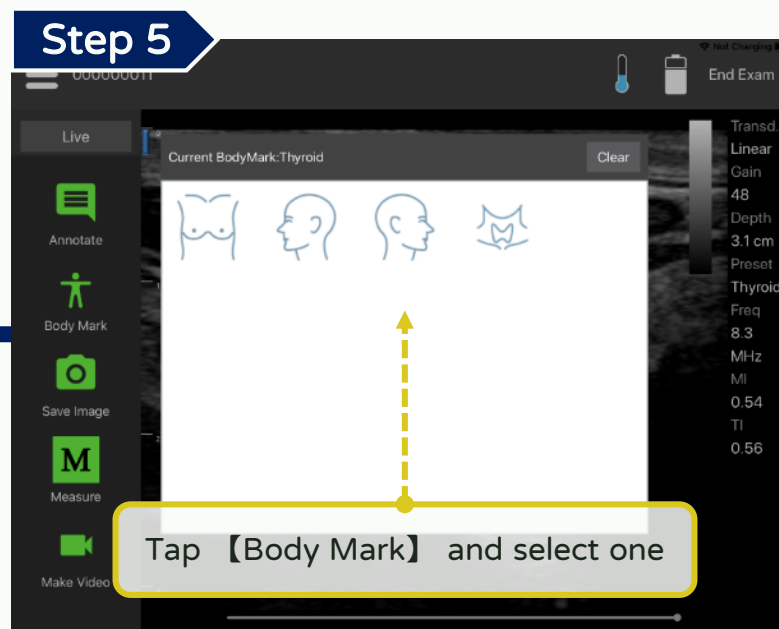 Step 5
000000011
Not Charging
End Exam
Live
Current BodyMark:Thyroid
Clear
Annotate
Body Mark
Save Image
M
Measure
Make Video
Transd.
Linear
Gain
48
Depth
3.1 cm
Preset
Thyroid
Freq
8.3
MHz
MI
0.54
TI
0.56
Tap 【Body Mark】 and select one